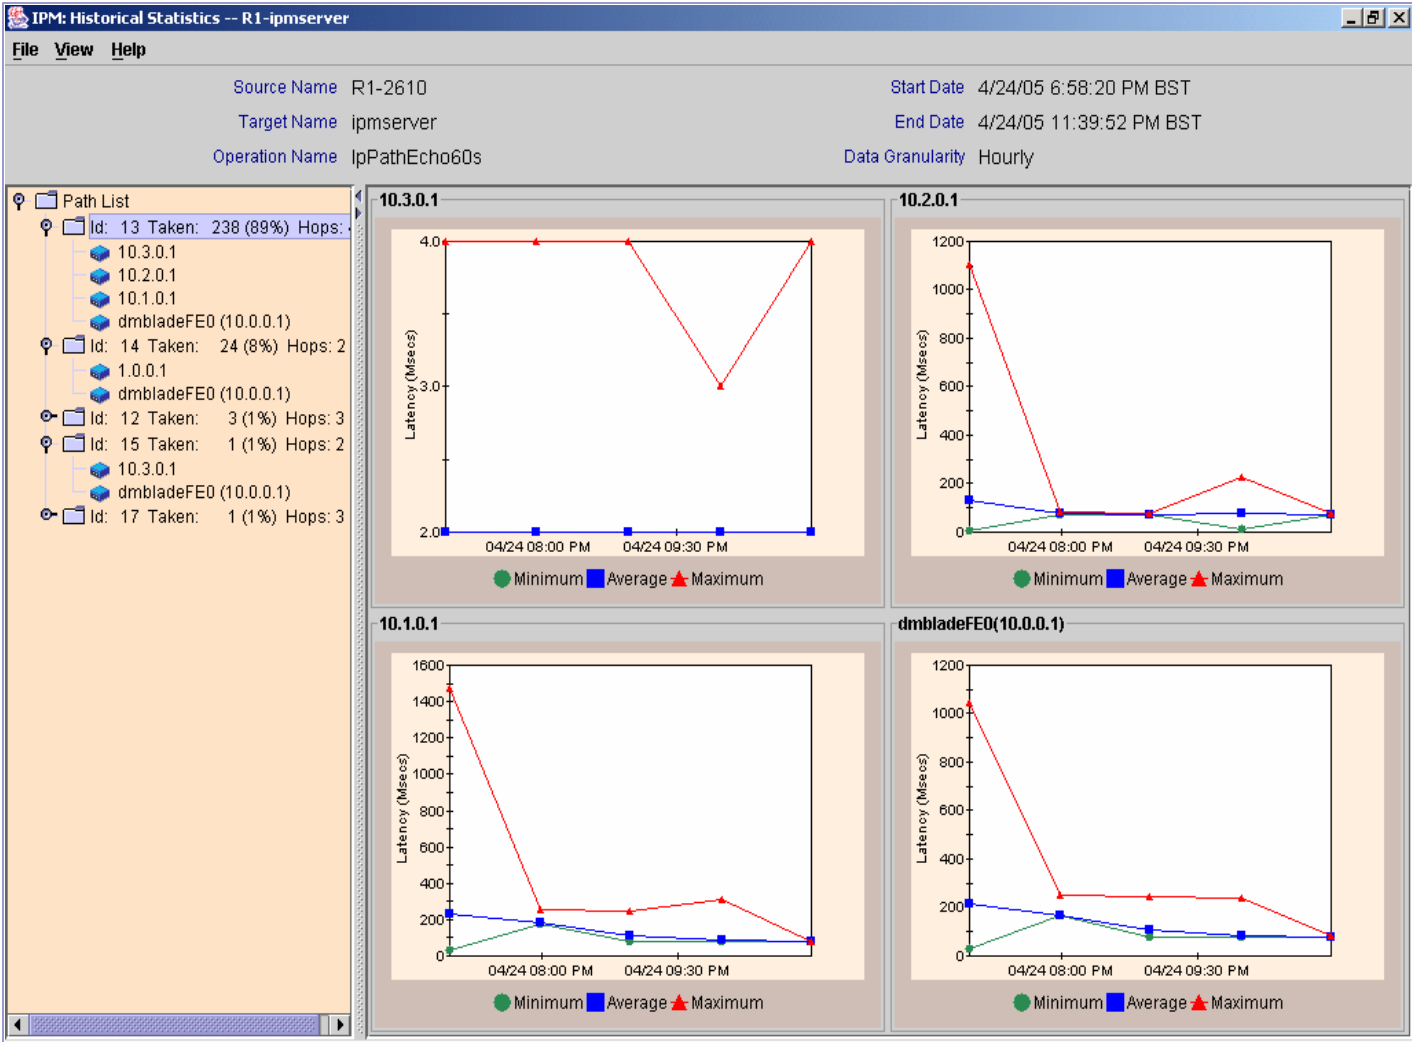 IPM: Historical Statistics -- R1-ipmserver
File View Help
Source Name R1-2610
Start Date 4/24/05 6:58:20 PM BST
Target Name ipmserver
End Date 4/24/05 11:39:52 PM BST
Operation Name IpPathEcho60s
Data Granularity Hourly
Path List
Id: 13 Taken: 238 (89%) Hops:
10.3.0.1
10.2.0.1
10.1.0.1
dmbladeFE0 (10.0.0.1)
Id: 14 Taken: 24 (8%) Hops: 2
1.0.0.1
dmbladeFE0 (10.0.0.1)
Id: 12 Taken: 3 (1%) Hops: 3
Id: 15 Taken: 1 (1%) Hops: 2
10.3.0.1
dmbladeFE0 (10.0.0.1)
Id: 17 Taken: 1 (1%) Hops: 3
10.3.0.1
4.0
3.0
2.0
Latency (Msecs)
04/24 08:00 PM 04/24 09:30 PM
Minimum Average Maximum
10.2.0.1
1200
1000
800
600
400
200
0
Latency (Msecs)
04/24 08:00 PM 04/24 09:30 PM
Minimum Average Maximum
10.1.0.1
1600
1400
1200
1000
800
600
400
200
0
Latency (Msecs)
04/24 08:00 PM 04/24 09:30 PM
Minimum Average Maximum
dmbladeFE0(10.0.0.1)
1200
1000
800
600
400
200
0
Latency (Msecs)
04/24 08:00 PM 04/24 09:30 PM
Minimum Average Maximum